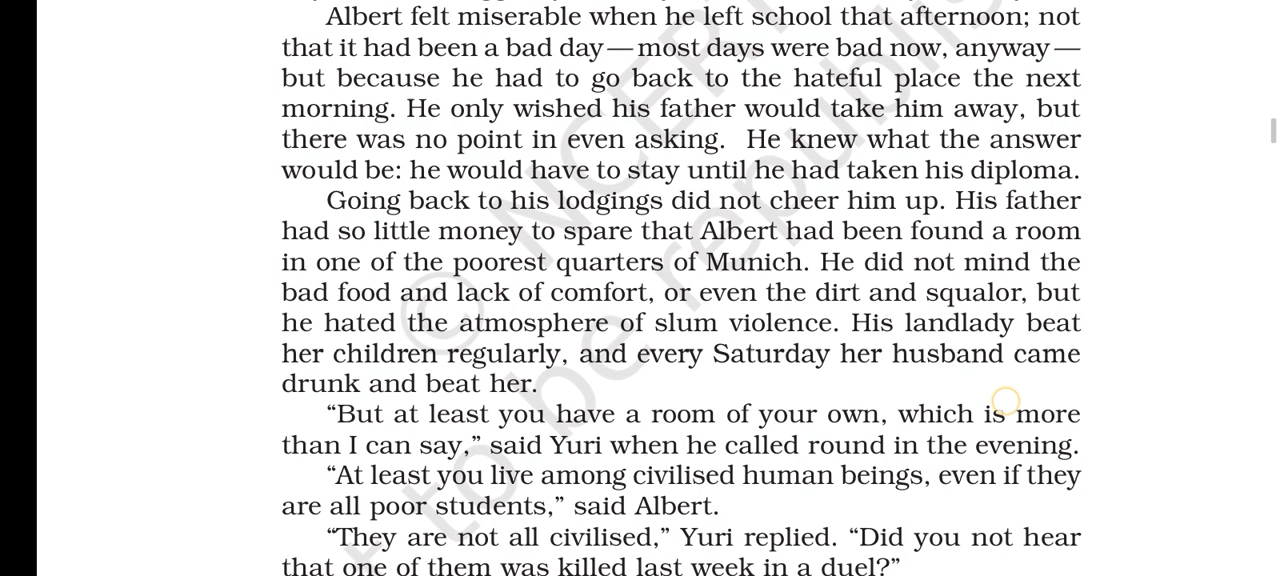 Albert felt miserable when he left school that afternoon; not
that it had been a bad day—most days were bad now, anyway—
but because he had to go back to the hateful place the next
morning. He only wished his father would take him away, but
there was no point in even asking.  He knew what the answer
would be: he would have to stay until he had taken his diploma.
Going back to his lodgings did not cheer him up. His father
had so little money to spare that Albert had been found a room
in one of the poorest quarters of Munich. He did not mind the
bad food and lack of comfort, or even the dirt and squalor, but
he hated the atmosphere of slum violence. His landlady beat
her children regularly, and every Saturday her husband came
drunk and beat her.
“But at least you have a room of your own, which is more
than I can say,” said Yuri when he called round in the evening.
“At least you live among civilised human beings, even if they
are all poor students,” said Albert.
“They are not all civilised,” Yuri replied. “Did you not hear
that one of them was killed last week in a duel?”
© NCERT
t to be republis